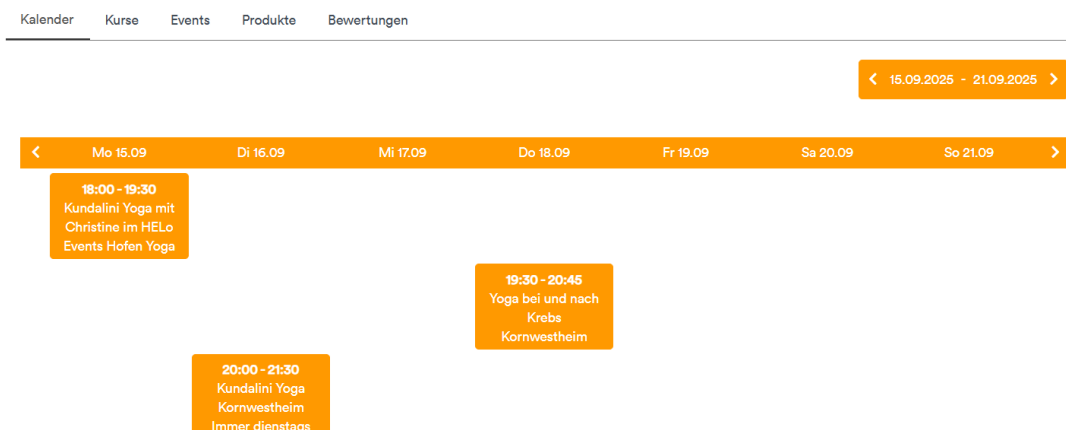 Kalender Kurse Events Produkte Bewertungen
15.09.2025 - 21.09.2025
Mo 15.09 Di 16.09 Mi 17.09 Do 18.09 Fr 19.09 Sa 20.09 So 21.09
18:00 - 19:30
Kundalini Yoga mit
Christine im HELo
Events Hofen Yoga
19:30 - 20:45
Yoga bei und nach
Krebs
Kornwestheim
20:00 - 21:30
Kundalini Yoga
Kornwestheim
Immer dienstags